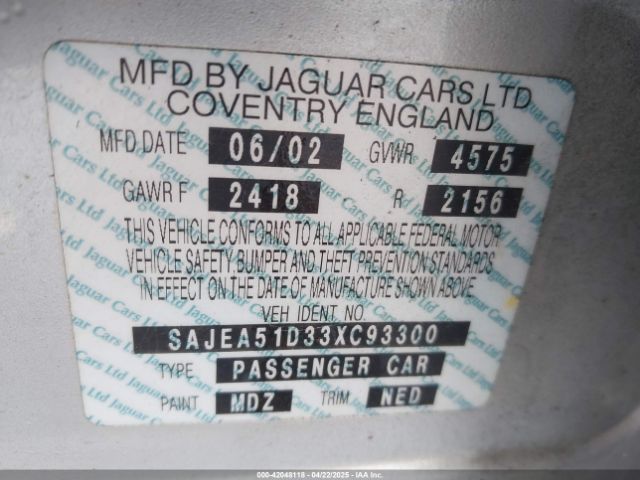 MFD BY JAGUAR CARS LTD
COVENTRY ENGLAND
MFD DATE 06/02 GVWR 4575
GAWR F 2418 R 2156
THIS VEHICLE CONFORMS TO ALL APPLICABLE FEDERAL MOTOR
VEHICLE SAFETY, BUMPER AND THEFT PREVENTION STANDARDS
IN EFFECT ON THE DATE OF MANUFACTURE SHOWN ABOVE.
VEH IDENT NO.
SAJEA51D33XC93300
TYPE PASSENGER CAR
PAINT MDZ TRIM NED
000-42048118 - 04/22/2025 - IAA Inc.